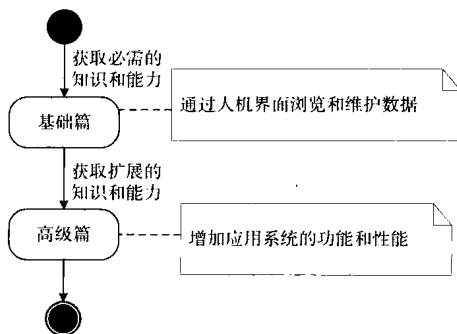 获取必需的
知识和能力
通过人机界面浏览和维护数据
基础篇
获取扩展的
知识和能力
高级篇
增加应用系统的功能和性能